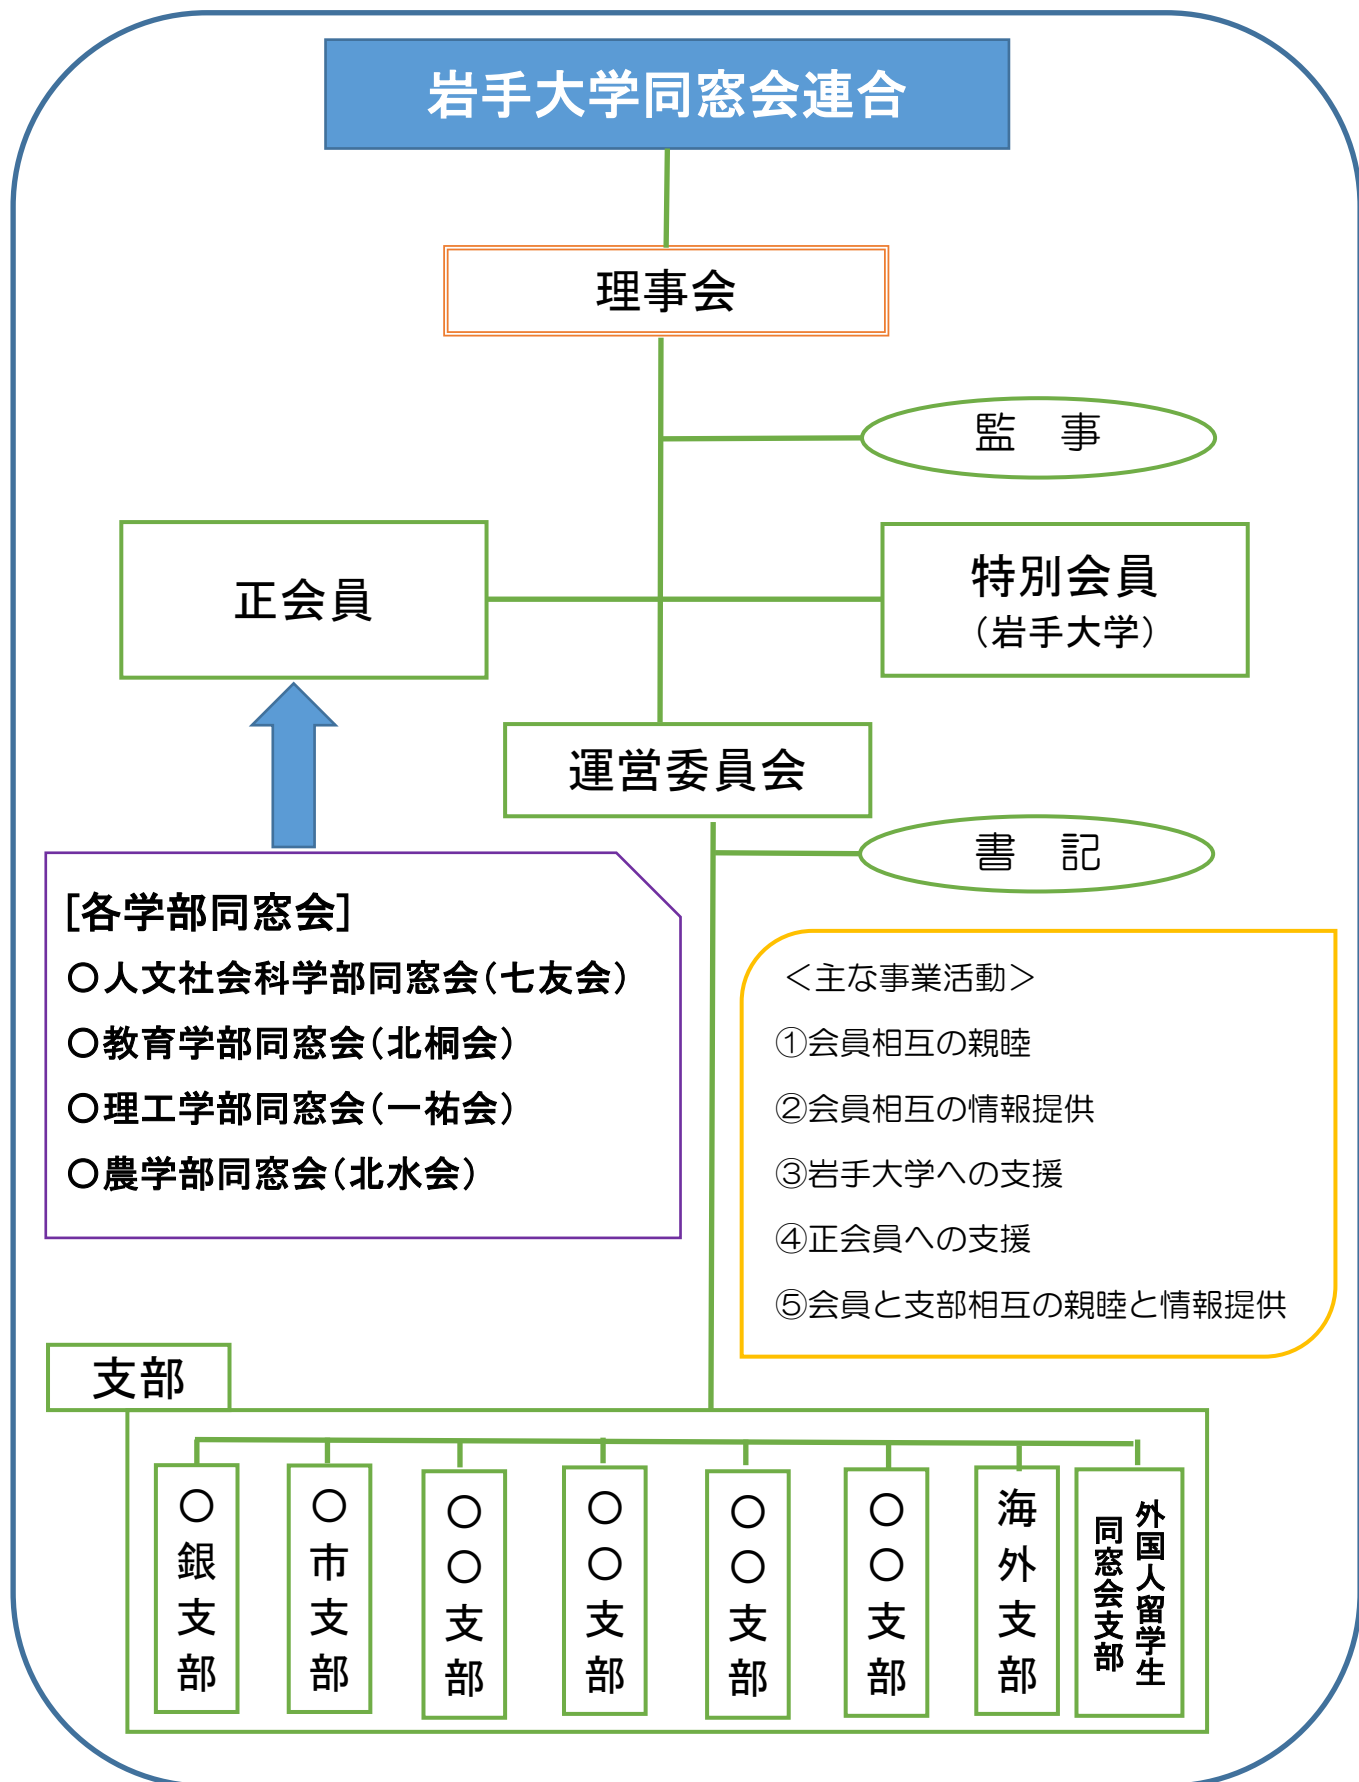 岩手大学同窓会連合
理事会
監　事
正会員
特別会員
（岩手大学）
運営委員会
書　記
[各学部同窓会]
〇人文社会科学部同窓会（七友会）
〇教育学部同窓会（北桐会）
〇理工学部同窓会（一祐会）
〇農学部同窓会（北水会）
＜主な事業活動＞
①会員相互の親睦
②会員相互の情報提供
③岩手大学への支援
④正会員への支援
⑤会員と支部相互の親睦と情報提供
支部
〇銀支部
〇市支部
〇〇支部
〇〇支部
〇〇支部
〇〇支部
海外支部
外国人留学生
同窓会支部